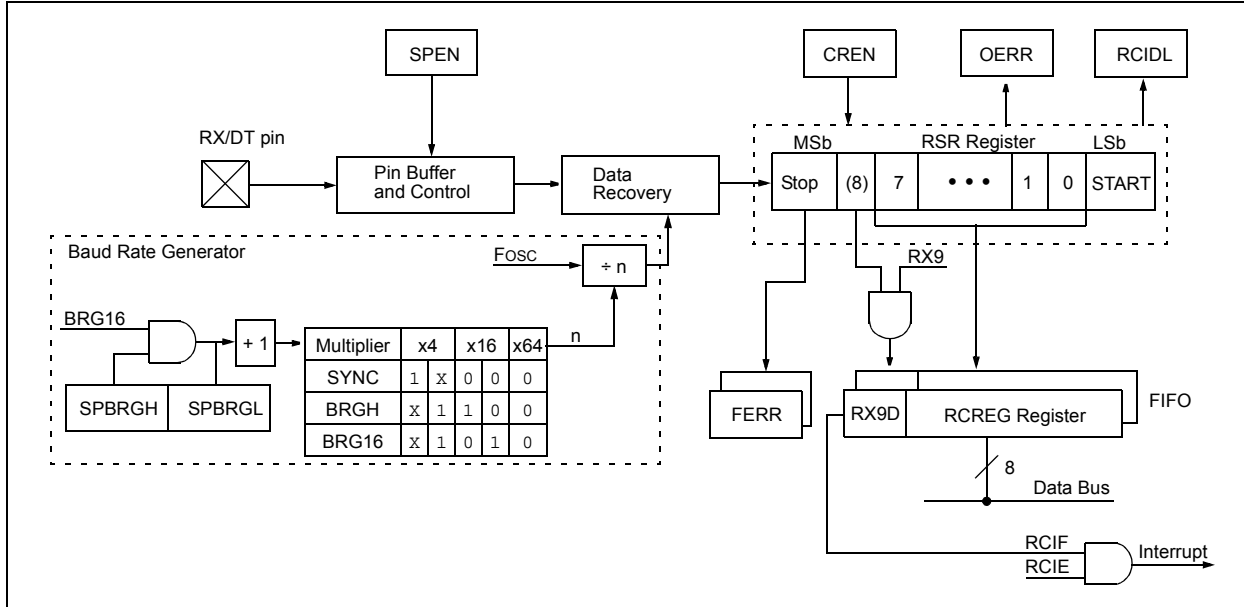 SPEN
CREN
OERR
RCIDL
RX/DT pin
MSb
RSR Register
LSb
Pin Buffer
and Control
Data
Recovery
Stop (8) 7 • • • 1 0 START
Baud Rate Generator
FOSC
÷ n
RX9
BRG16
+ 1
n
Multiplier x4 x16 x64
SYNC 1 X 0 0 0
BRGH X 1 1 0 0
BRG16 X 1 0 1 0
SPBRGH SPBRGL
FERR
RX9D RCREG Register
FIFO
8
Data Bus
RCIF
RCIE
Interrupt